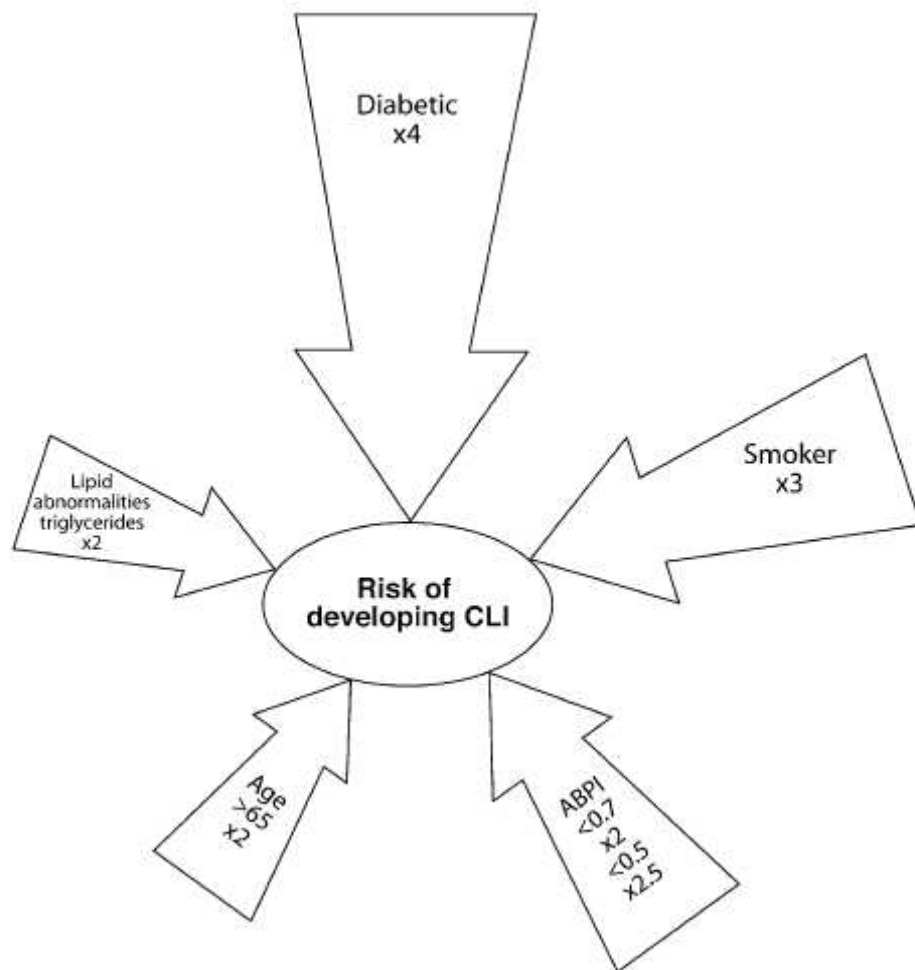 Diabetic
x4
Smoker
x3
Lipid
abnormalities
triglycerides
x2
Risk of
developing CLI
Age
>65
x2
ABPI
<0.7
x2
<0.5
x2.5